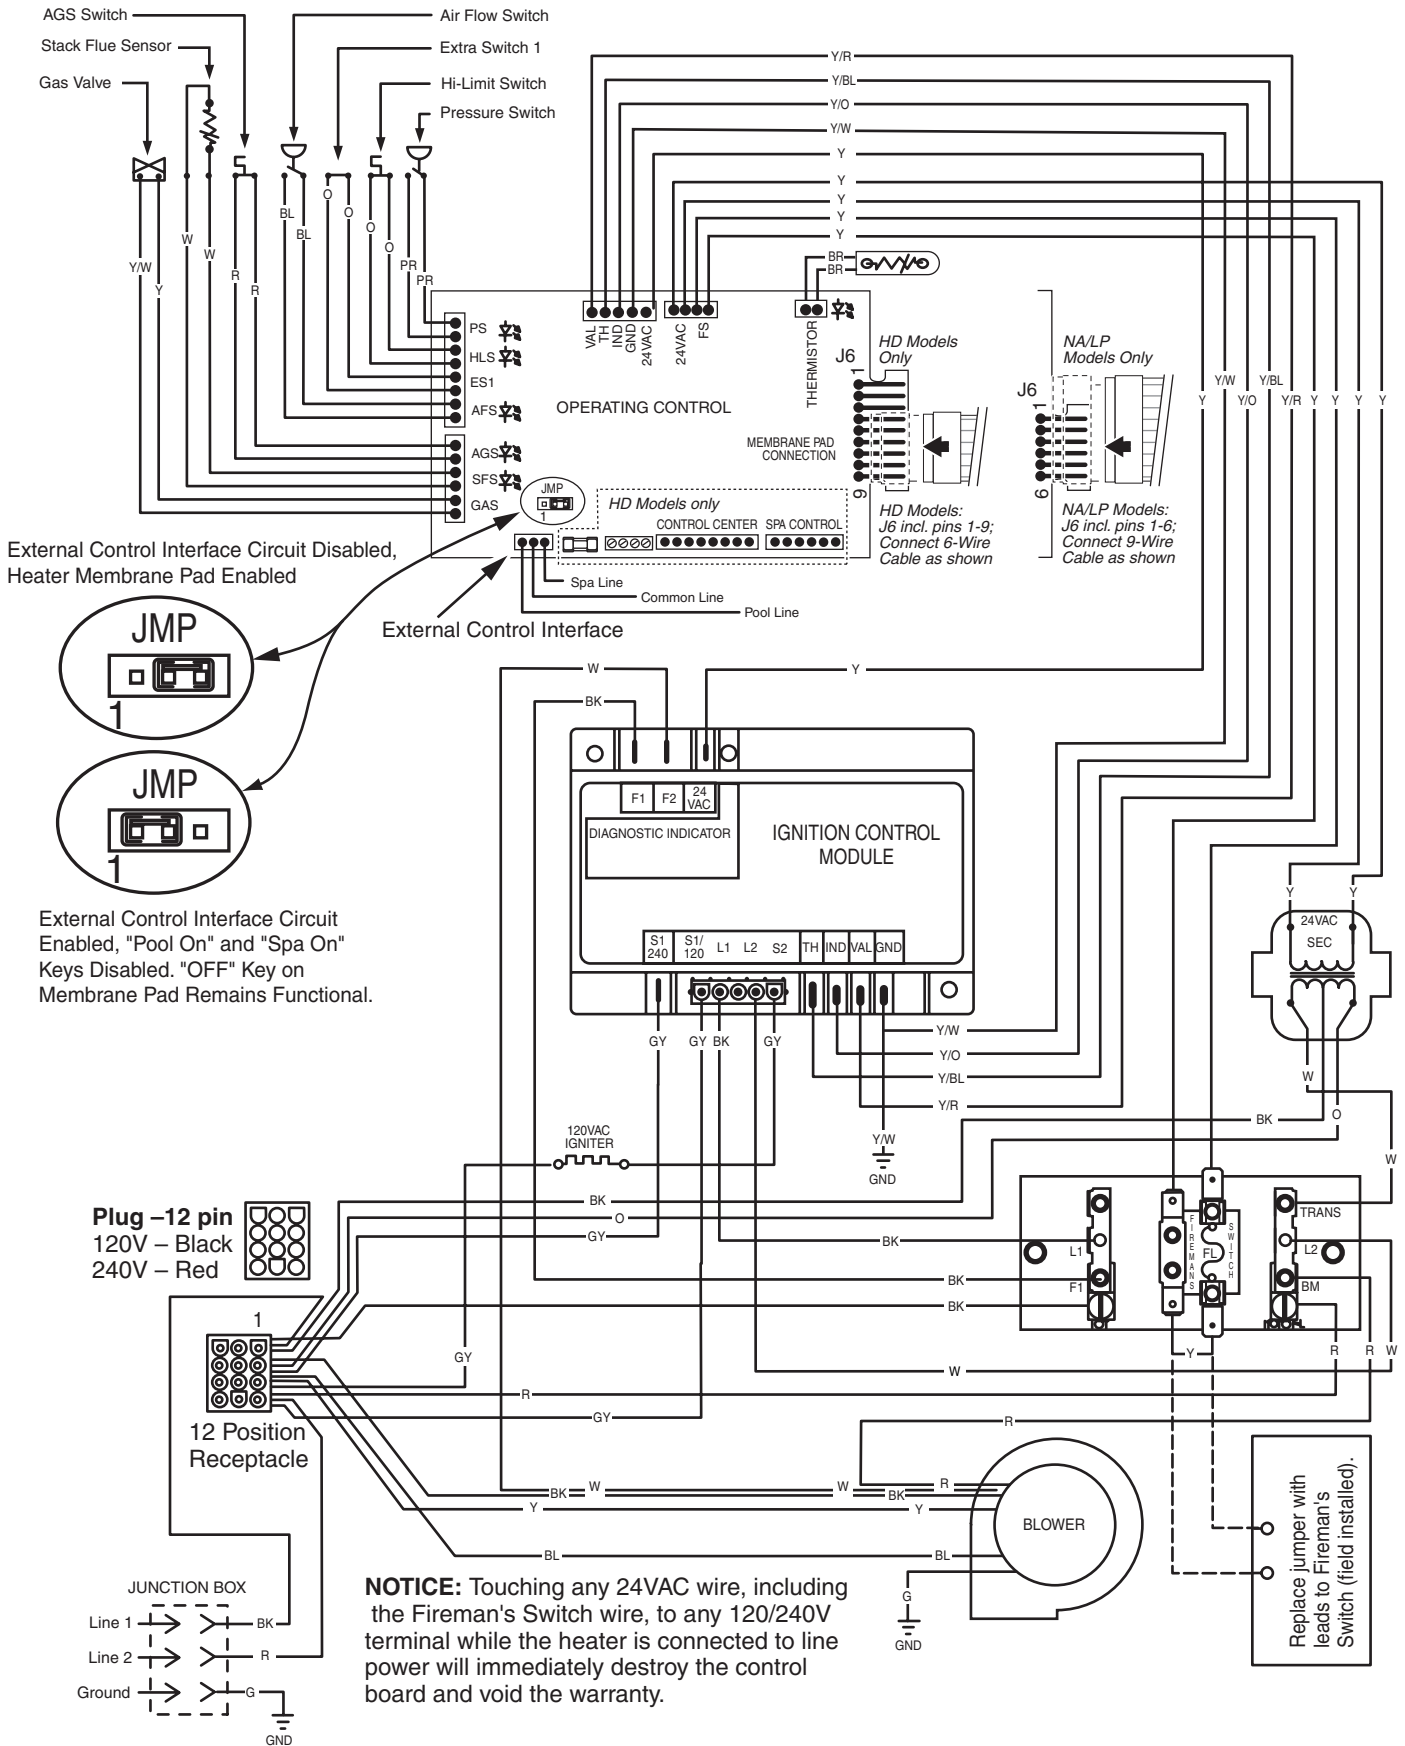 AGS Switch
Stack Flue Sensor
Gas Valve
Air Flow Switch
Extra Switch 1
Hi-Limit Switch
Pressure Switch
Y/R
Y/BL
Y/O
Y/W
Y
Y
Y
Y
Y
O
O
BL
BL
O
O
W
W
Y/W
Y
R
R
PR
PR
BR
BR
PS
HLS
ES1
AFS
AGS
SFS
GAS
VAL
TH
IND
GND
24VAC
24VAC
FS
THERMISTOR
OPERATING CONTROL
J6
1
9
HD Models
Only
MEMBRANE PAD
CONNECTION
HD Models:
J6 incl. pins 1-9;
Connect 6-Wire
Cable as shown
NA/LP
Models Only
J6
1
6
NA/LP Models:
J6 incl. pins 1-6;
Connect 9-Wire
Cable as shown
Y
Y/W
Y/O
Y/BL
Y/R
Y
Y
Y
Y
JMP
1
HD Models only
CONTROL CENTER
SPA CONTROL
Spa Line
Common Line
Pool Line
External Control Interface
External Control Interface Circuit Disabled,
Heater Membrane Pad Enabled
JMP
1
JMP
1
External Control Interface Circuit
Enabled, "Pool On" and "Spa On"
Keys Disabled. "OFF" Key on
Membrane Pad Remains Functional.
W
BK
Y
F1
F2
24
VAC
DIAGNOSTIC INDICATOR
IGNITION CONTROL
MODULE
S1
240
S1/
120
L1
L2
S2
TH
IND
VAL
GND
GY
GY
BK
GY
Y/W
Y/O
Y/BL
Y/R
Y/W
GND
Y
Y
24VAC
SEC
W
O
BK
W
120VAC
IGNITER
BK
O
GY
BK
BK
BK
Plug –12 pin
120V – Black
240V – Red
1
12 Position
Receptacle
GY
R
GY
W
L1
F1
FIREMANS
FL
SWITCH
TRANS
L2
BM
Y
R
R
W
R
BK
W
W
BK
R
Y
Y
BL
BL
BLOWER
G
GND
Replace jumper with
leads to Fireman's
Switch (field installed).
JUNCTION BOX
Line 1
Line 2
Ground
BK
R
G
GND
NOTICE: Touching any 24VAC wire, including
the Fireman's Switch wire, to any 120/240V
terminal while the heater is connected to line
power will immediately destroy the control
board and void the warranty.